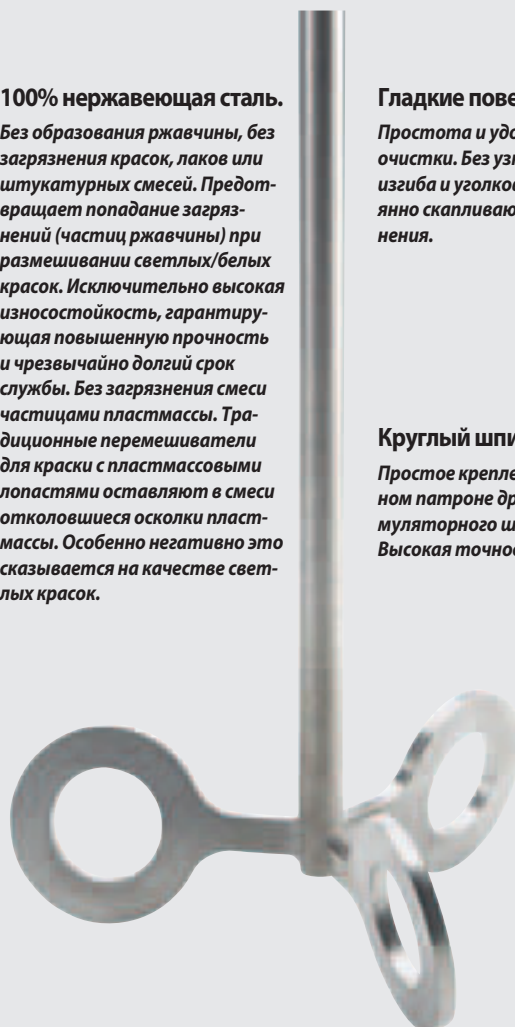 100% нержавеющая сталь.
Без образования ржавчины, без
загрязнения красок, лаков или
штукатурных смесей. Предот-
вращает попадание загряз-
нений (частиц ржавчины) при
размешивании светлых/белых
красок. Исключительно высокая
износостойкость, гарантиру-
ющая повышенную прочность
и чрезвычайно долгий срок
службы. Без загрязнения смеси
частицами пластмассы. Тра-
диционные перемешиватели
для краски с пластмассовыми
лопастями оставляют в смеси
отколовшиеся осколки пласт-
массы. Особенно негативно это
сказывается на качестве свет-
лых красок.
Гладкие пове
Простота и удо
очистки. Без уз
изгиба и уголко
янно скапливаю
нения.
Круглый шпи
Простое крепле
ном патроне др
муляторного ш
Высокая точнос